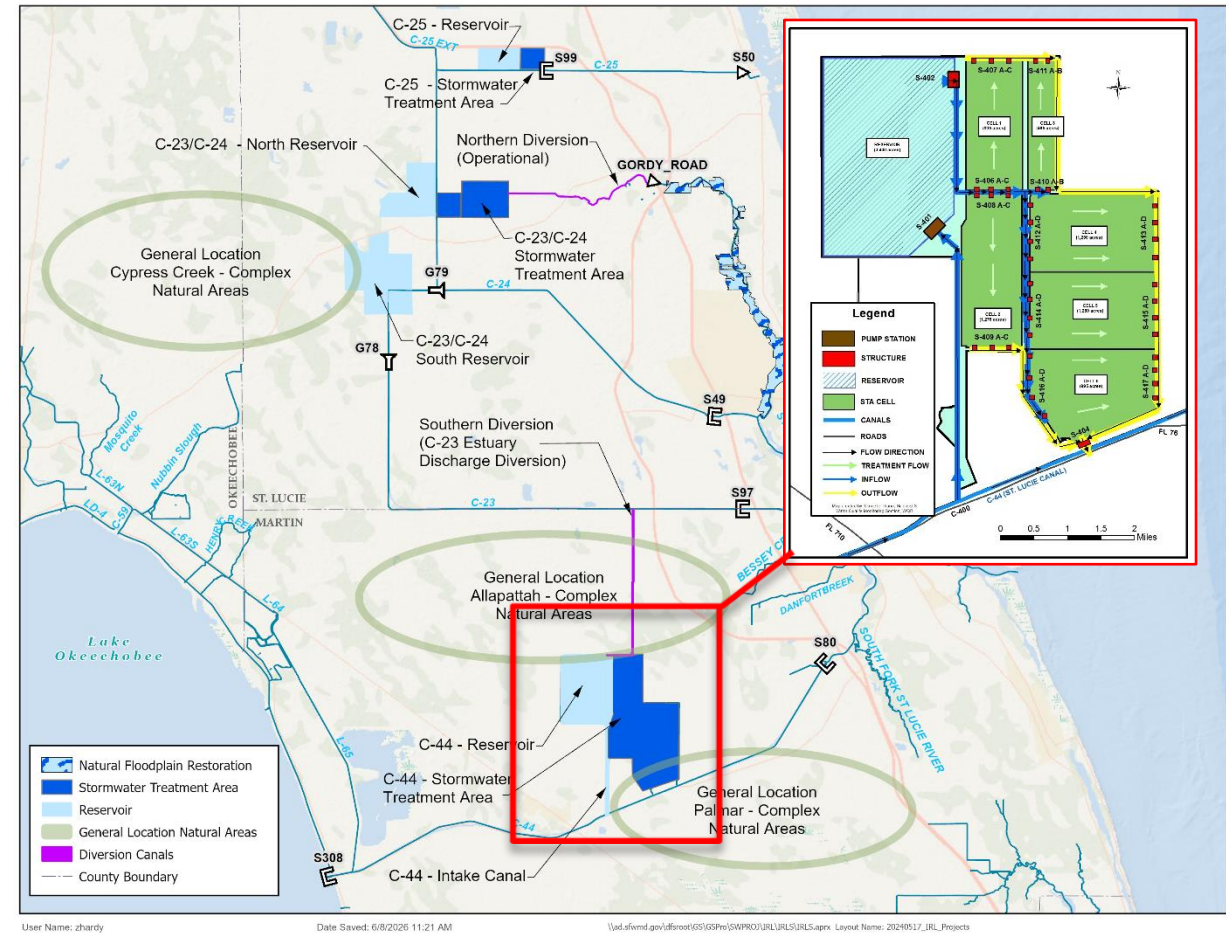 C-25 - Reservoir
C-25 EXT
S99
C-25
S50
C-25 - Stormwater
Treatment Area
C-23/C-24 - North Reservoir
Northern Diversion
(Operational)
GORDY_ROAD
General Location
Cypress Creek - Complex
Natural Areas
C-23/C-24
Stormwater
Treatment Area
G79
C-24
C-23/C-24
South Reservoir
G78
S49
Southern Diversion
(C-23 Estuary
Discharge Diversion)
Mosquito
Creek
Nubbin Slough
OKEECHOBEE
ST. LUCIE
MARTIN
C-23
S97
L-63N
LD-4
C-59
L-63S
HENRY
L-64
General Location
Allapattah - Complex
Natural Areas
BESSEY
DANFORTH
CREEK
S80
SOUTH FORK ST LUCIE RIVER
Lake
Okeechobee
L-65
C-44 - Reservoir
C-44 - Stormwater
Treatment Area
General Location
Palmar - Complex
Natural Areas
C-44
S308
C-44 - Intake Canal
Natural Floodplain Restoration
Stormwater Treatment Area
Reservoir
General Location Natural Areas
Diversion Canals
County Boundary
S-407 A-C
S-411 A-B
S-402
N
CELL 1
CELL 3
RESERVOIR
S-406 A-C
S-410 A-B
S-408 A-C
S-401
S-412 A-D
CELL 4
S-413 A-D
CELL 2
S-414 A-D
CELL 5
S-415 A-D
S-409 A-C
S-416 A-D
S-417 A-D
S-404
FL 76
C-44 (ST. LUCIE CANAL)
C-400
FL 710
Legend
PUMP STATION
STRUCTURE
RESERVOIR
STA CELL
CANALS
ROADS
FLOW DIRECTION
TREATMENT FLOW
INFLOW
OUTFLOW
0 0.5 1 1.5 2
Miles
User Name: zhardy
Date Saved: 6/8/2026 11:21 AM
\\ad.sfwmd.gov\dfsroot\GS\GSPro\SWPROJ\IRL\IRLS\IRLS.aprx Layout Name: 20240517_IRL_Projects